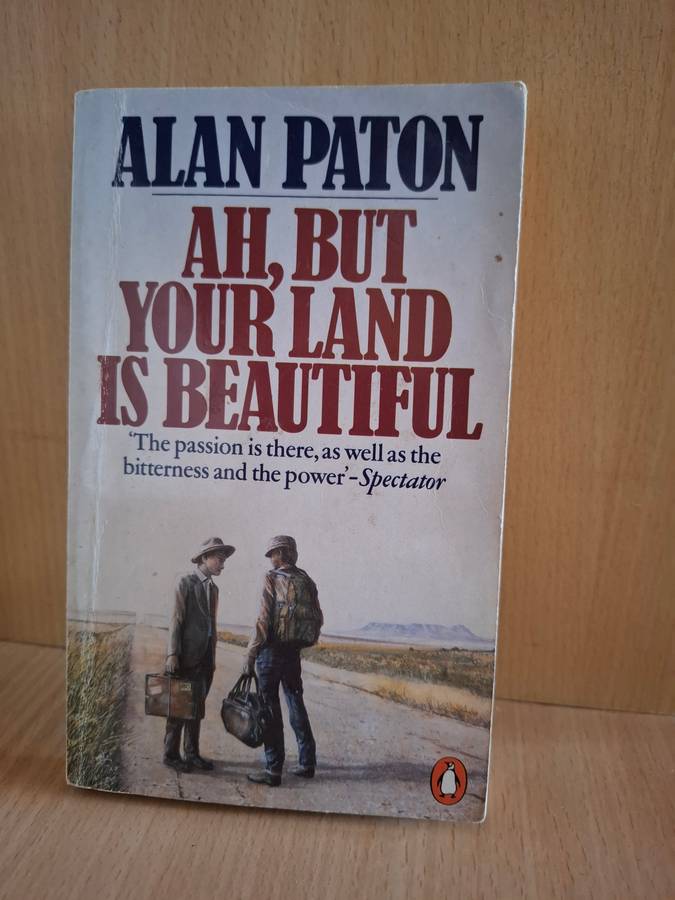 ALAN PATON
AH, BUT
YOUR LAND
IS BEAUTIFUL
‘The passion is there, as well as the
bitterness and the power’–Spectator